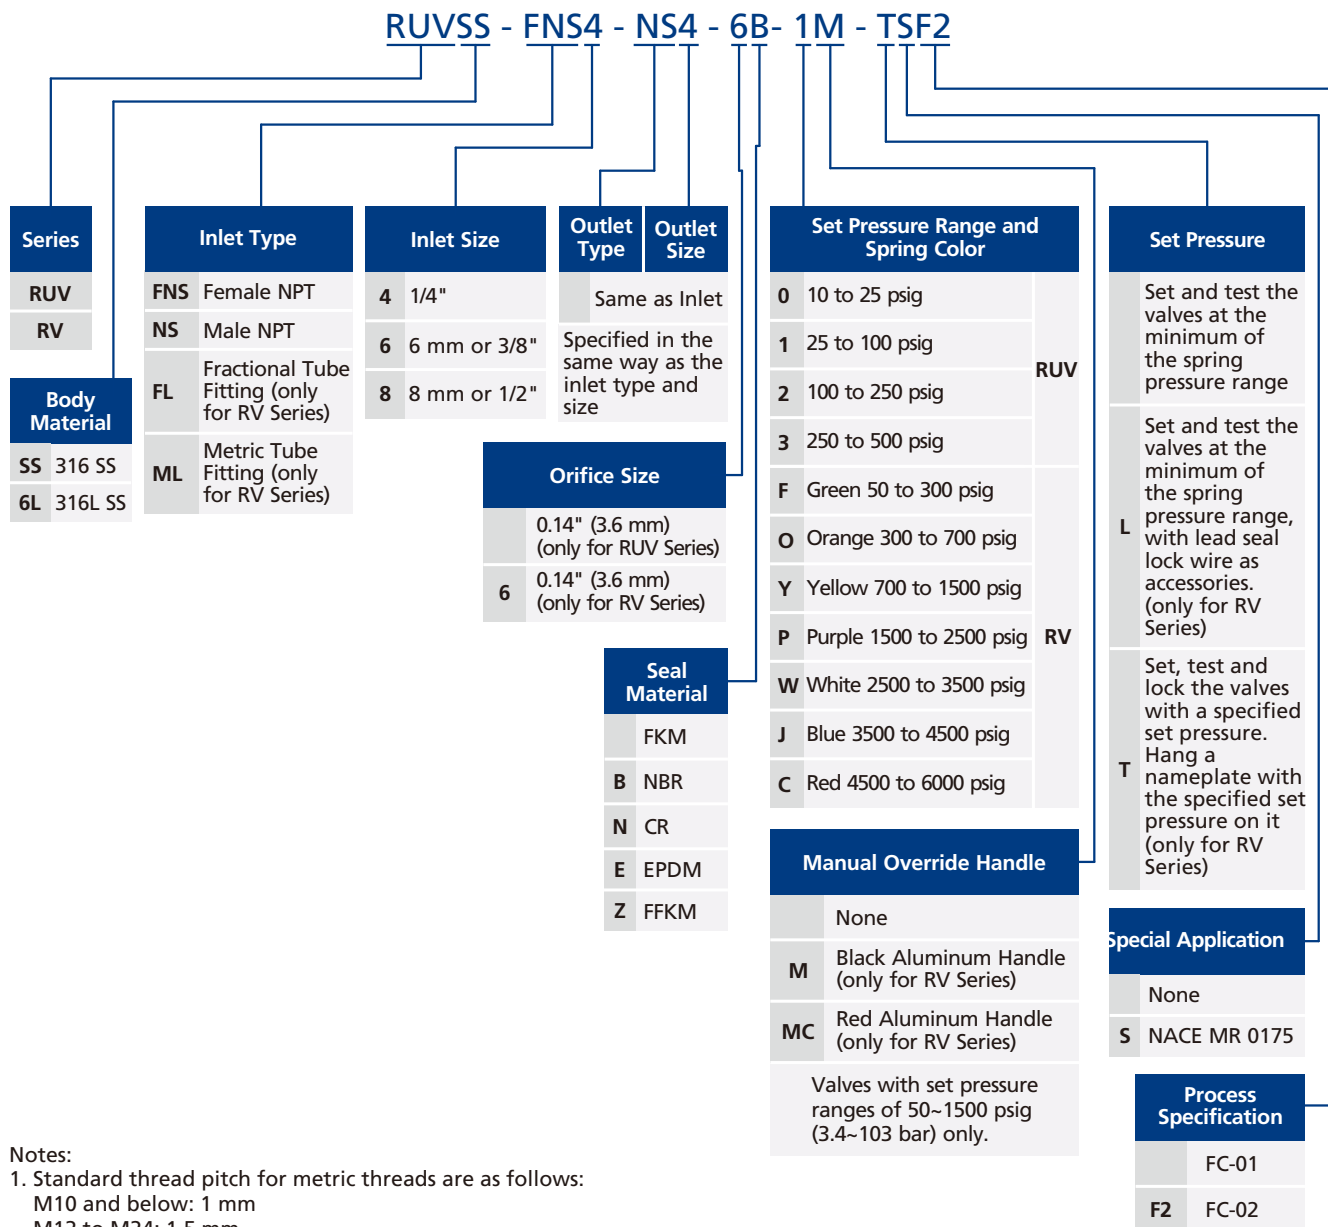 RUVSS - FNS4 - NS4 - 6B- 1M - TSF2
Series
RUV
RV
Body
Material
SS 316 SS
6L 316L SS
Inlet Type
FNS Female NPT
NS Male NPT
FL Fractional Tube
Fitting (only
for RV Series)
ML Metric Tube
Fitting (only
for RV Series)
Inlet Size
4 1/4"
6 6 mm or 3/8"
8 8 mm or 1/2"
Outlet
Type
Outlet
Size
Same as Inlet
Specified in the
same way as the
inlet type and
size
Orifice Size
0.14" (3.6 mm)
(only for RUV Series)
6 0.14" (3.6 mm)
(only for RV Series)
Seal
Material
FKM
B NBR
N CR
E EPDM
Z FFKM
Set Pressure Range and
Spring Color
0 10 to 25 psig
1 25 to 100 psig
2 100 to 250 psig
3 250 to 500 psig
RUV
F Green 50 to 300 psig
O Orange 300 to 700 psig
Y Yellow 700 to 1500 psig
P Purple 1500 to 2500 psig
W White 2500 to 3500 psig
J Blue 3500 to 4500 psig
C Red 4500 to 6000 psig
RV
Manual Override Handle
None
M Black Aluminum Handle
(only for RV Series)
MC Red Aluminum Handle
(only for RV Series)
Valves with set pressure
ranges of 50~1500 psig
(3.4~103 bar) only.
Set Pressure
Set and test the
valves at the
minimum of
the spring
pressure range
L Set and test the
valves at the
minimum of
the spring
pressure range,
with lead seal
lock wire as
accessories.
(only for RV
Series)
T Set, test and
lock the valves
with a specified
set pressure.
Hang a
nameplate with
the specified set
pressure on it
(only for RV
Series)
Special Application
None
S NACE MR 0175
Process
Specification
FC-01
F2 FC-02
Notes:
1. Standard thread pitch for metric threads are as follows:
M10 and below: 1 mm
M12 to M24: 1.5 mm